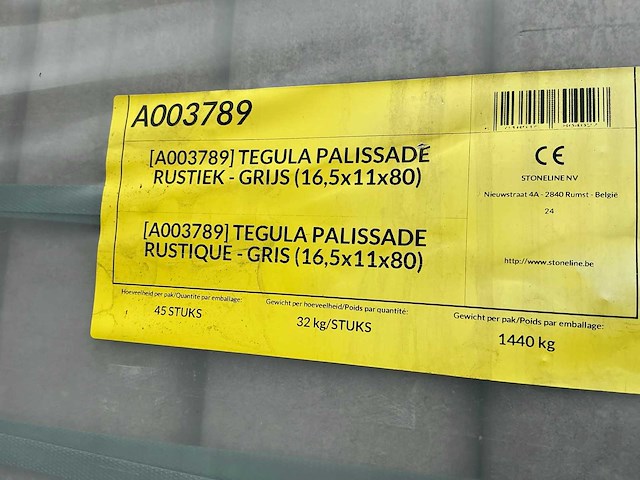 A003789
[A003789] TEGULA PALISSADE
RUSTIEK - GRIJS (16,5x11x80)
[A003789] TEGULA PALISSADE
RUSTIQUE - GRIS (16,5x11x80)
CE
STONELINE NV
Nieuwstraat 4A - 2840 Rumst - België
24
http://www.stoneline.be
Hoeveelheid per pak/Quantité par emballage:
45 STUKS
Gewicht per hoeveelheid/Poids par quantité:
32 kg/STUKS
Gewicht per pak/Poids par emballage:
1440 kg